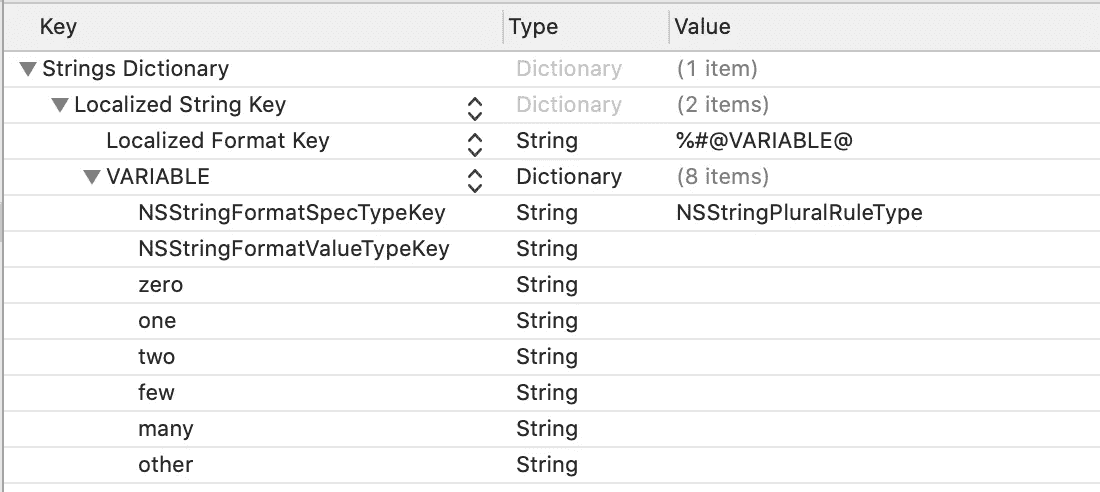 Key Type Value
Strings Dictionary Dictionary (1 item)
Localized String Key Dictionary (2 items)
Localized Format Key String %#@VARIABLE@
VARIABLE Dictionary (8 items)
NSStringFormatSpecTypeKey String NSStringPluralRuleType
NSStringFormatValueTypeKey String
zero String
one String
two String
few String
many String
other String